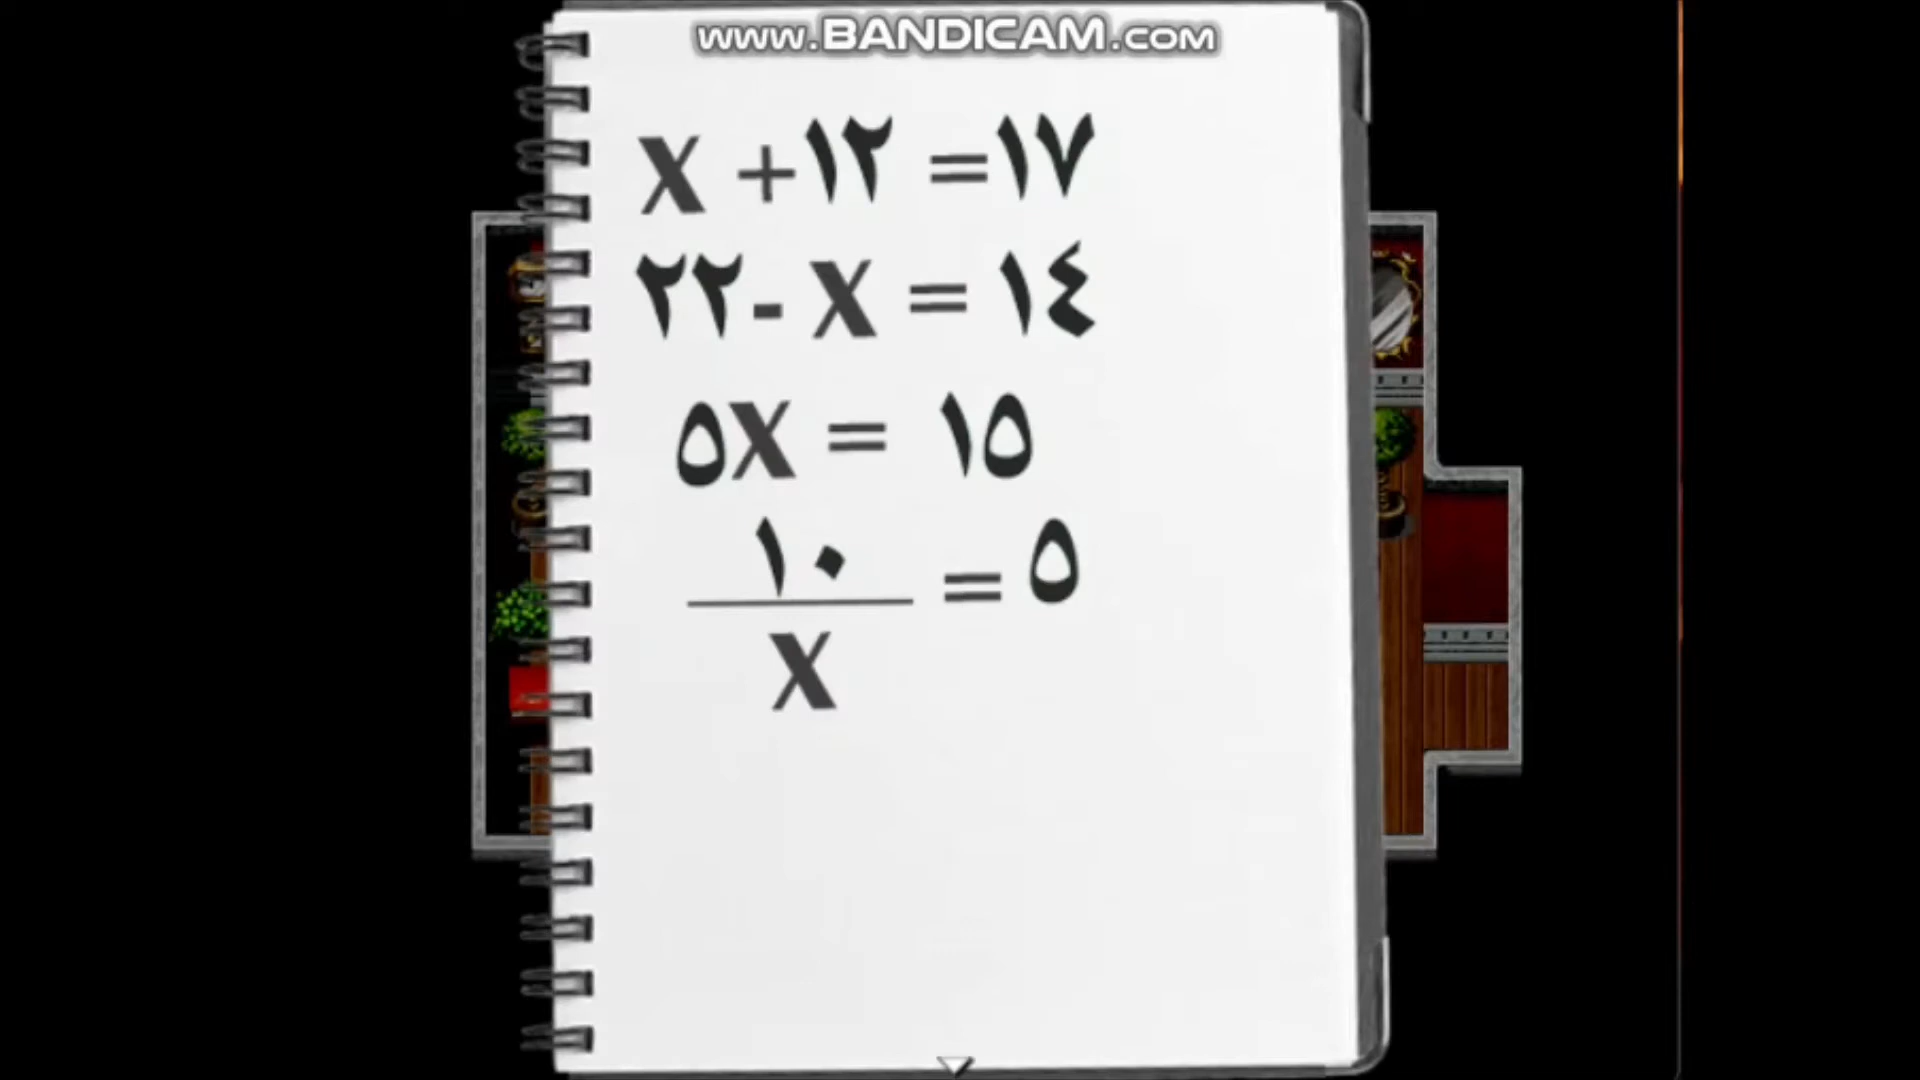 www.BANDICAM.com
X +١٢ =١٧
٢٢- X = ١٤
٥X = ١٥
١٠
= ٥
X